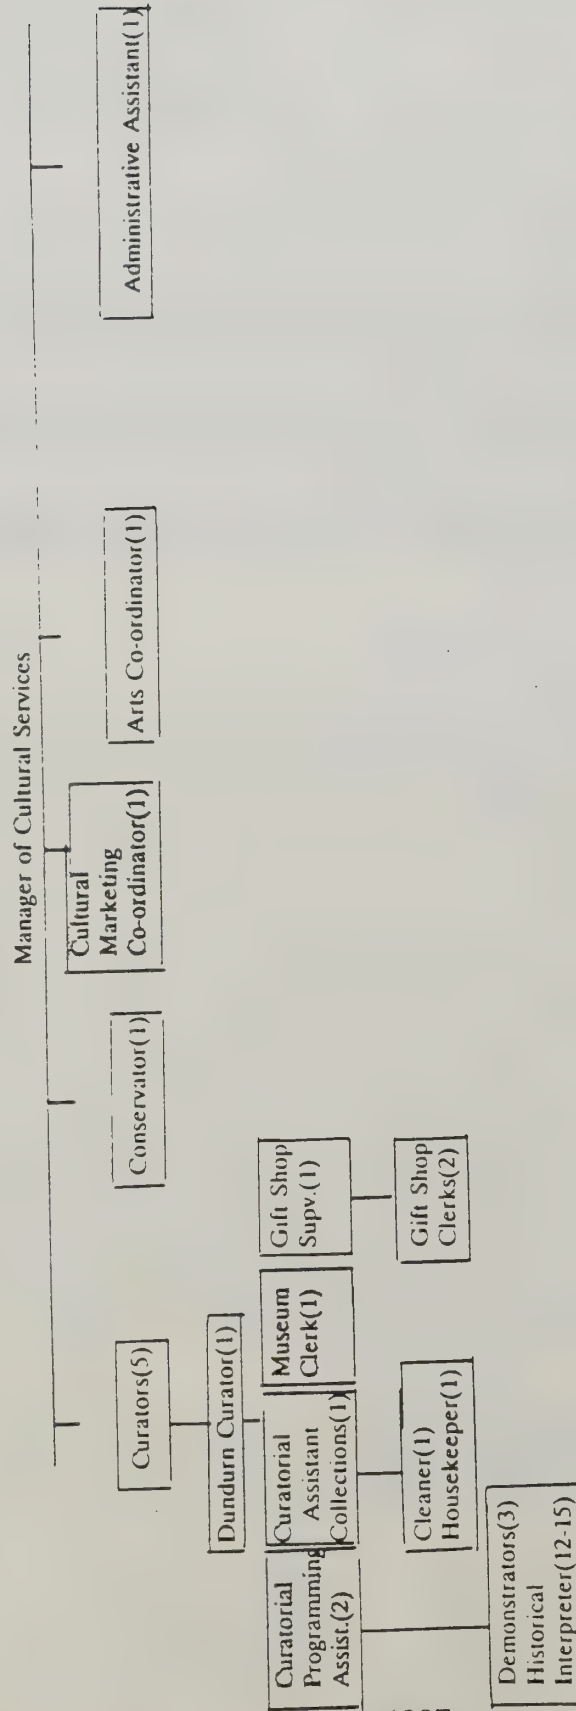 Manager of Cultural Services
Curators(5)
Conservator(1)
Cultural
Marketing
Co-ordinator(1)
Arts Co-ordinator(1)
Administrative Assistant(1)
Dundurn Curator(1)
Curatorial
Programming
Assist.(2)
Curatorial
Assistant
Collections(1)
Museum
Clerk(1)
Gift Shop
Supv.(1)
Cleaner(1)
Housekeeper(1)
Gift Shop
Clerks(2)
Demonstrators(3)
Historical
Interpreter(12-15)